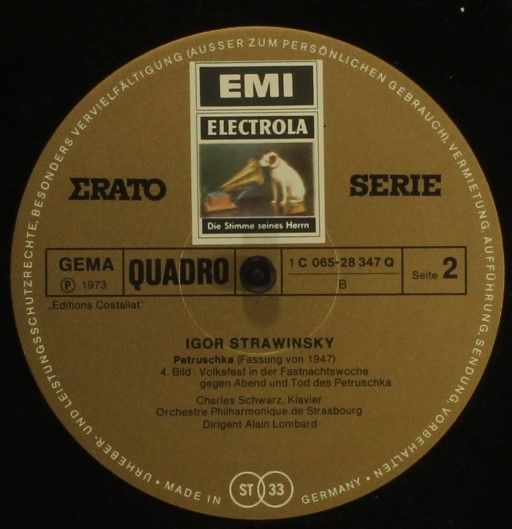 URHEBER- UND LEISTUNGSSCHUTZRECHTE, BESONDERS VERVIELFÄLTIGUNG (AUSSER ZUM PERSÖNLICHEN GEBRAUCH), VERMIETUNG, AUFFÜHRUNG, SENDUNG, VORBEHALTEN •
EMI
ELECTROLA
Die Stimme seines Herrn
ΣRATO SERIE
GEMA
Ⓟ 1973
QUADRO
1 C 065-28 347 Q
B
Seite 2
„Editions Costallat"
IGOR STRAWINSKY
Petruschka (Fassung von 1947)
4. Bild: Volksfest in der Fastnachtswoche
gegen Abend und Tod des Petruschka
Charles Schwarz, Klavier
Orchestre Philharmonique de Strasbourg
Dirigent Alain Lombard
• MADE IN GERMANY •
ST 33